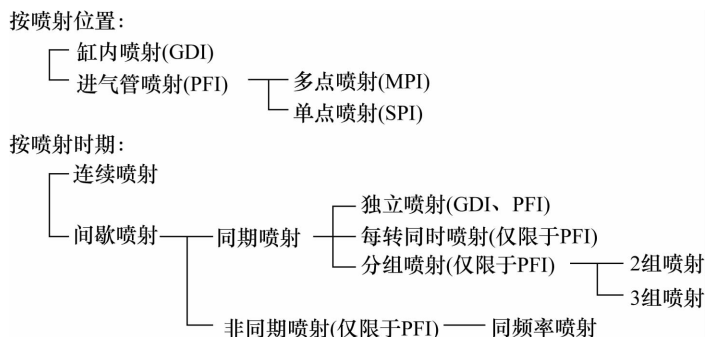 按喷射位置:
缸内喷射(GDI)
进气管喷射(PFI)
多点喷射(MPI)
单点喷射(SPI)
按喷射时期:
连续喷射
间歇喷射
同期喷射
独立喷射(GDI、PFI)
每转同时喷射(仅限于PFI)
分组喷射(仅限于PFI)
2组喷射
3组喷射
非同期喷射(仅限于PFI)
同频率喷射